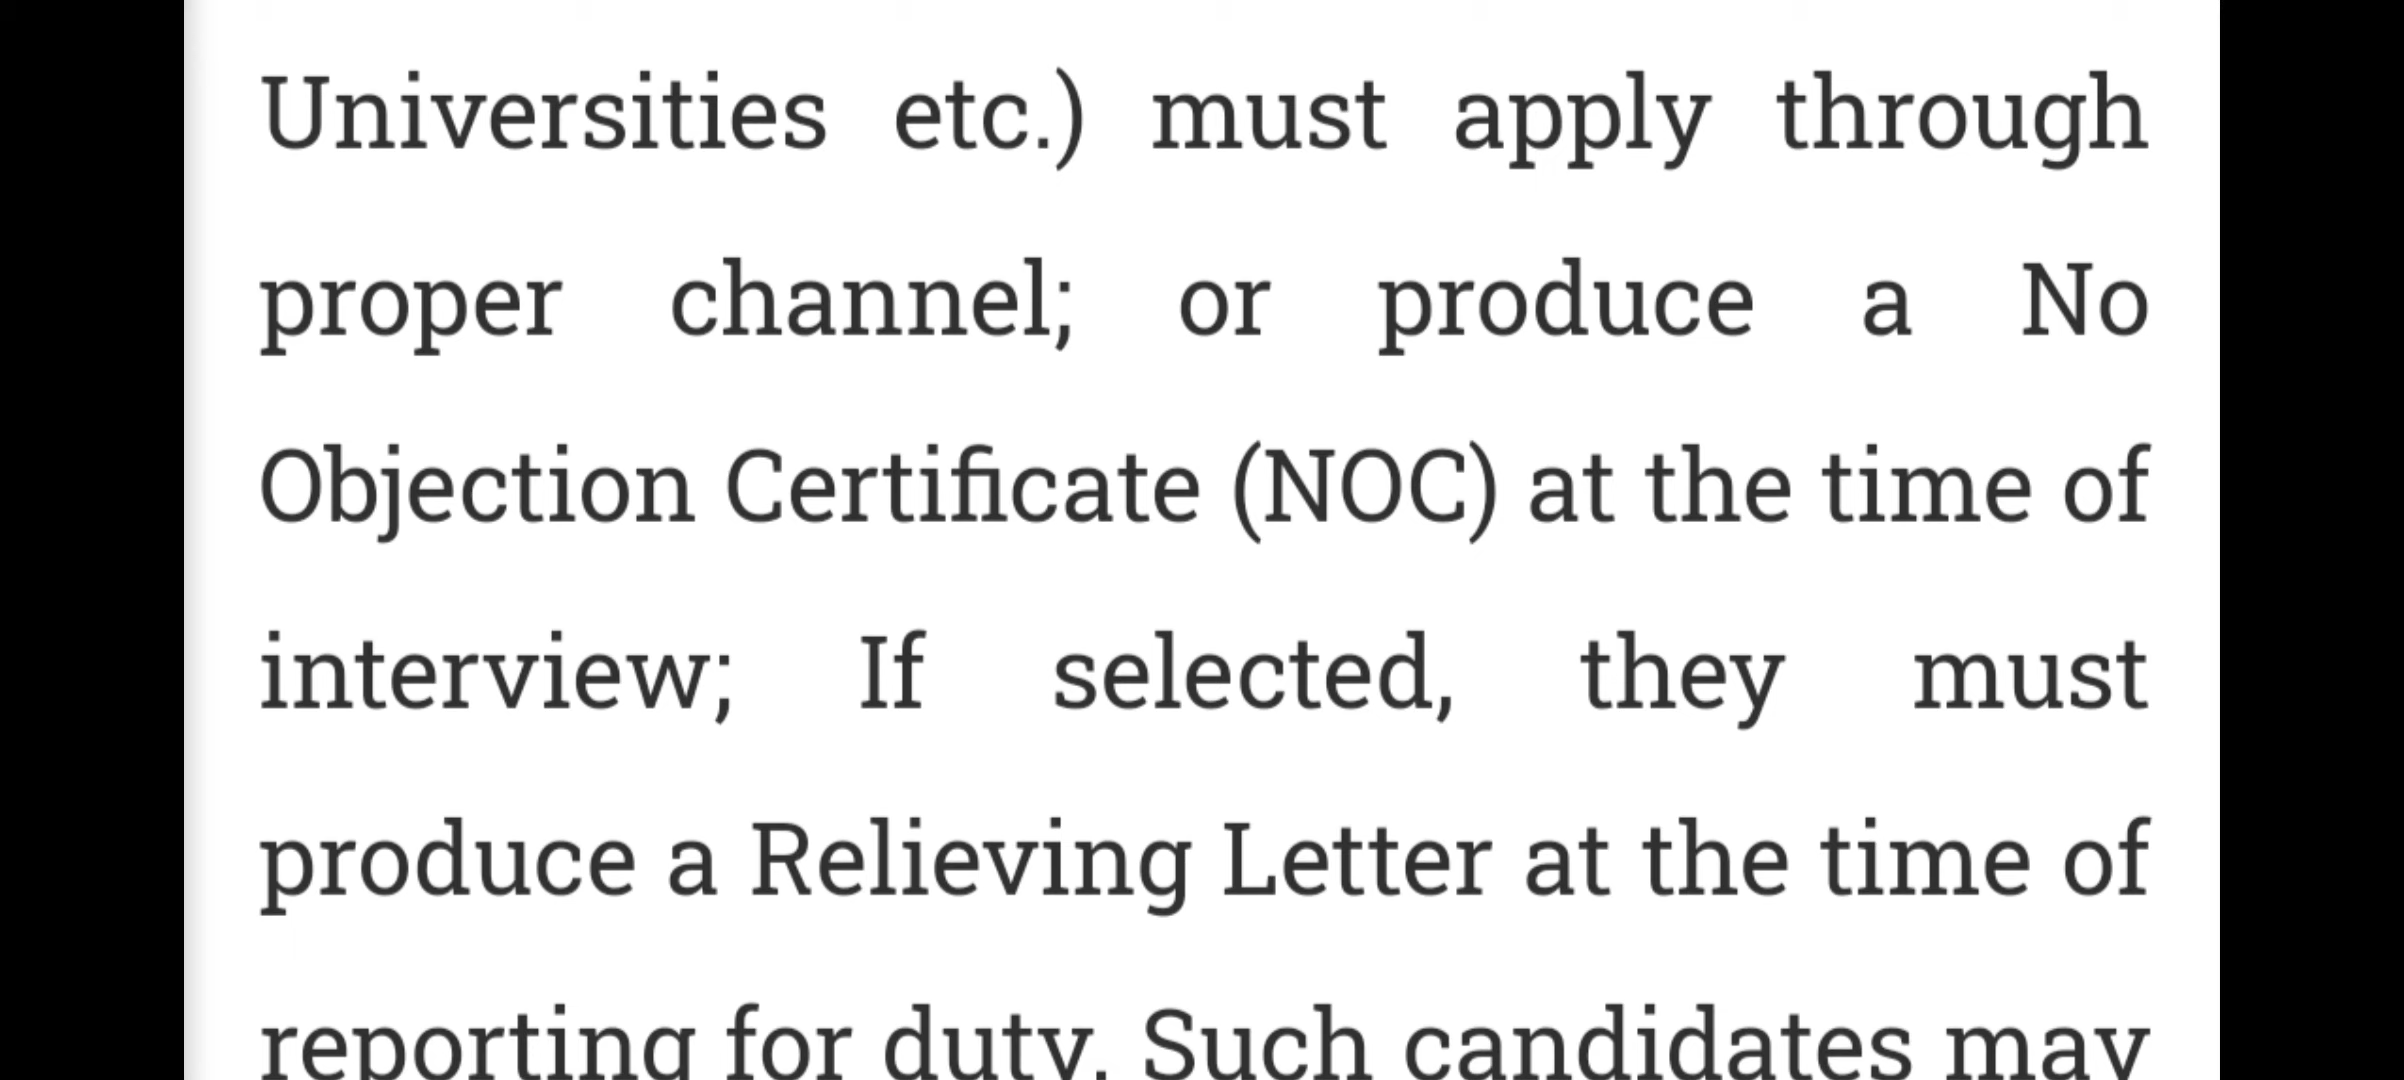 Universities etc.) must apply through
proper channel; or produce a No
Objection Certificate (NOC) at the time of
interview; If selected, they must
produce a Relieving Letter at the time of
reporting for duty. Such candidates may